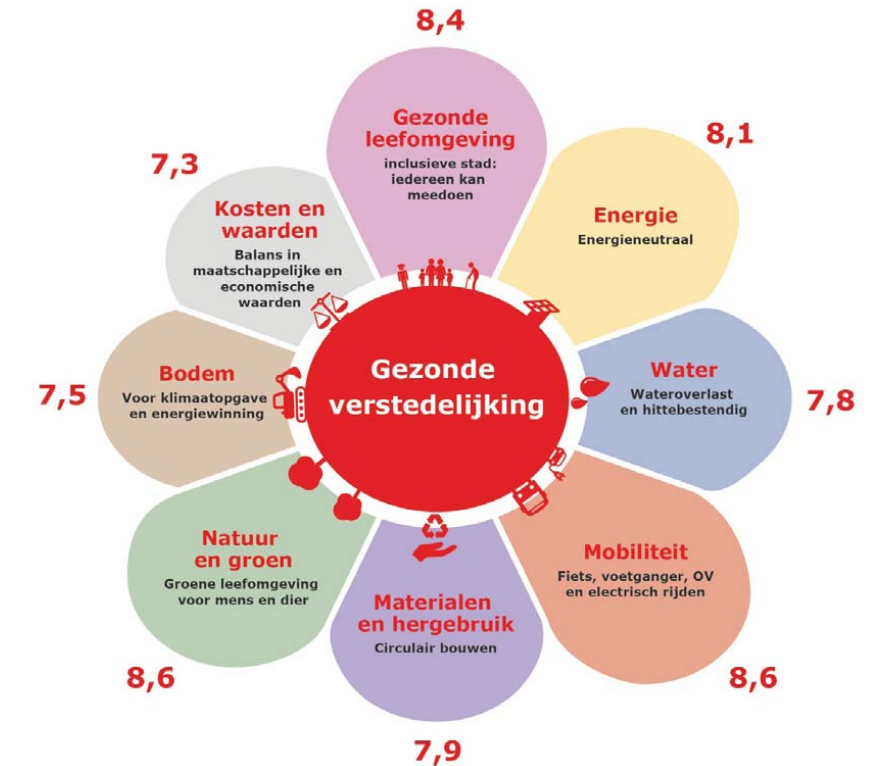 8,4
Gezonde
leefomgeving
inclusieve stad:
iedereen kan
meedoen
8,1
Energie
Energieneutraal
Water
Wateroverlast
en hittebestendig
7,8
Mobiliteit
Fiets, voetganger, OV
en electrisch rijden
8,6
Materialen
en hergebruik
Circulair bouwen
7,9
Natuur
en groen
Groene leefomgeving
voor mens en dier
8,6
Bodem
Voor klimaatopgave
en energiewinning
7,5
Kosten en
waarden
Balans in
maatschappelijke en
economische
waarden
7,3
Gezonde
verstedelijking